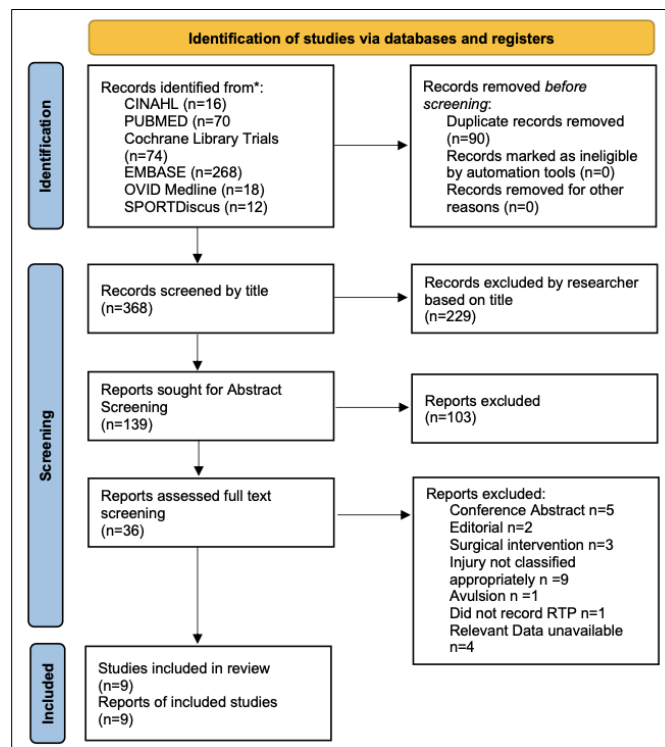 Identification of studies via databases and registers
Identification
Records identified from*:
CINAHL (n=16)
PUBMED (n=70
Cochrane Library Trials
(n=74)
EMBASE (n=268)
OVID Medline (n=18)
SPORTDiscus (n=12)
Records removed before
screening:
Duplicate records removed
(n=90)
Records marked as ineligible
by automation tools (n=0)
Records removed for other
reasons (n=0)
Screening
Records screened by title
(n=368)
Records excluded by researcher
based on title
(n=229)
Reports sought for Abstract
Screening
(n=139)
Reports excluded
(n=103)
Reports assessed full text
screening
(n=36)
Reports excluded:
Conference Abstract n=5
Editorial n=2
Surgical intervention n=3
Injury not classified
appropriately n =9
Avulsion n =1
Did not record RTP n=1
Relevant Data unavailable
n=4
Included
Studies included in review
(n=9)
Reports of included studies
(n=9)